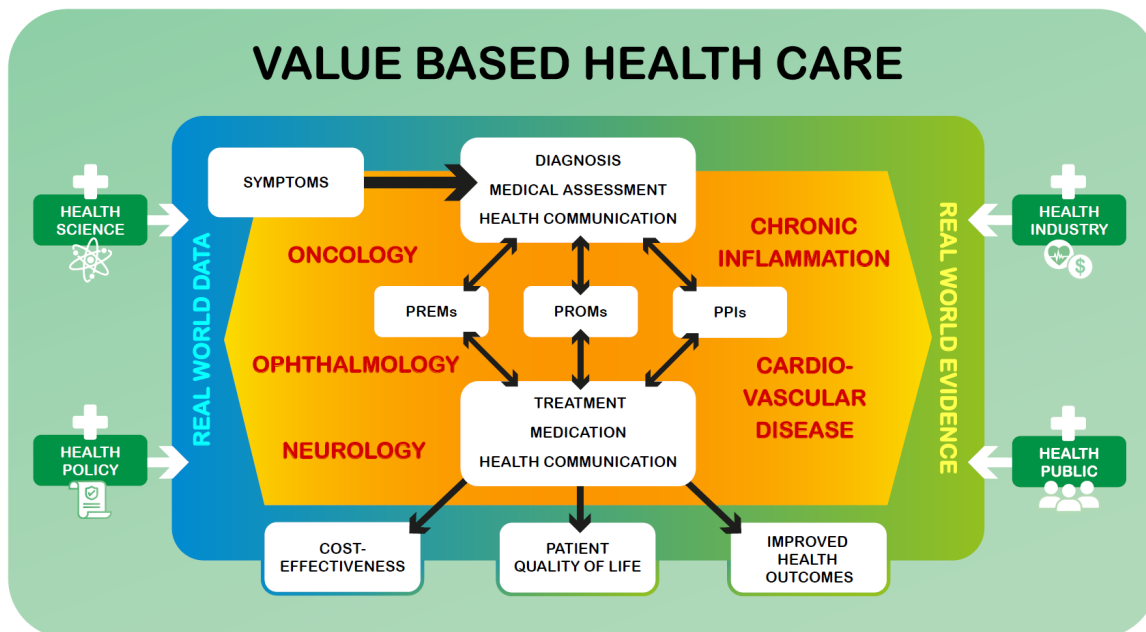 VALUE BASED HEALTH CARE
SYMPTOMS
DIAGNOSIS
MEDICAL ASSESSMENT
HEALTH COMMUNICATION
HEALTH
SCIENCE
HEALTH
INDUSTRY
$
REAL WORLD DATA
REAL WORLD EVIDENCE
ONCOLOGY
CHRONIC
INFLAMMATION
PREMs
PROMs
PPIs
OPHTHALMOLOGY
CARDIO-
VASCULAR
DISEASE
NEUROLOGY
TREATMENT
MEDICATION
HEALTH COMMUNICATION
HEALTH
POLICY
HEALTH
PUBLIC
COST-
EFFECTIVENESS
PATIENT
QUALITY OF LIFE
IMPROVED
HEALTH
OUTCOMES